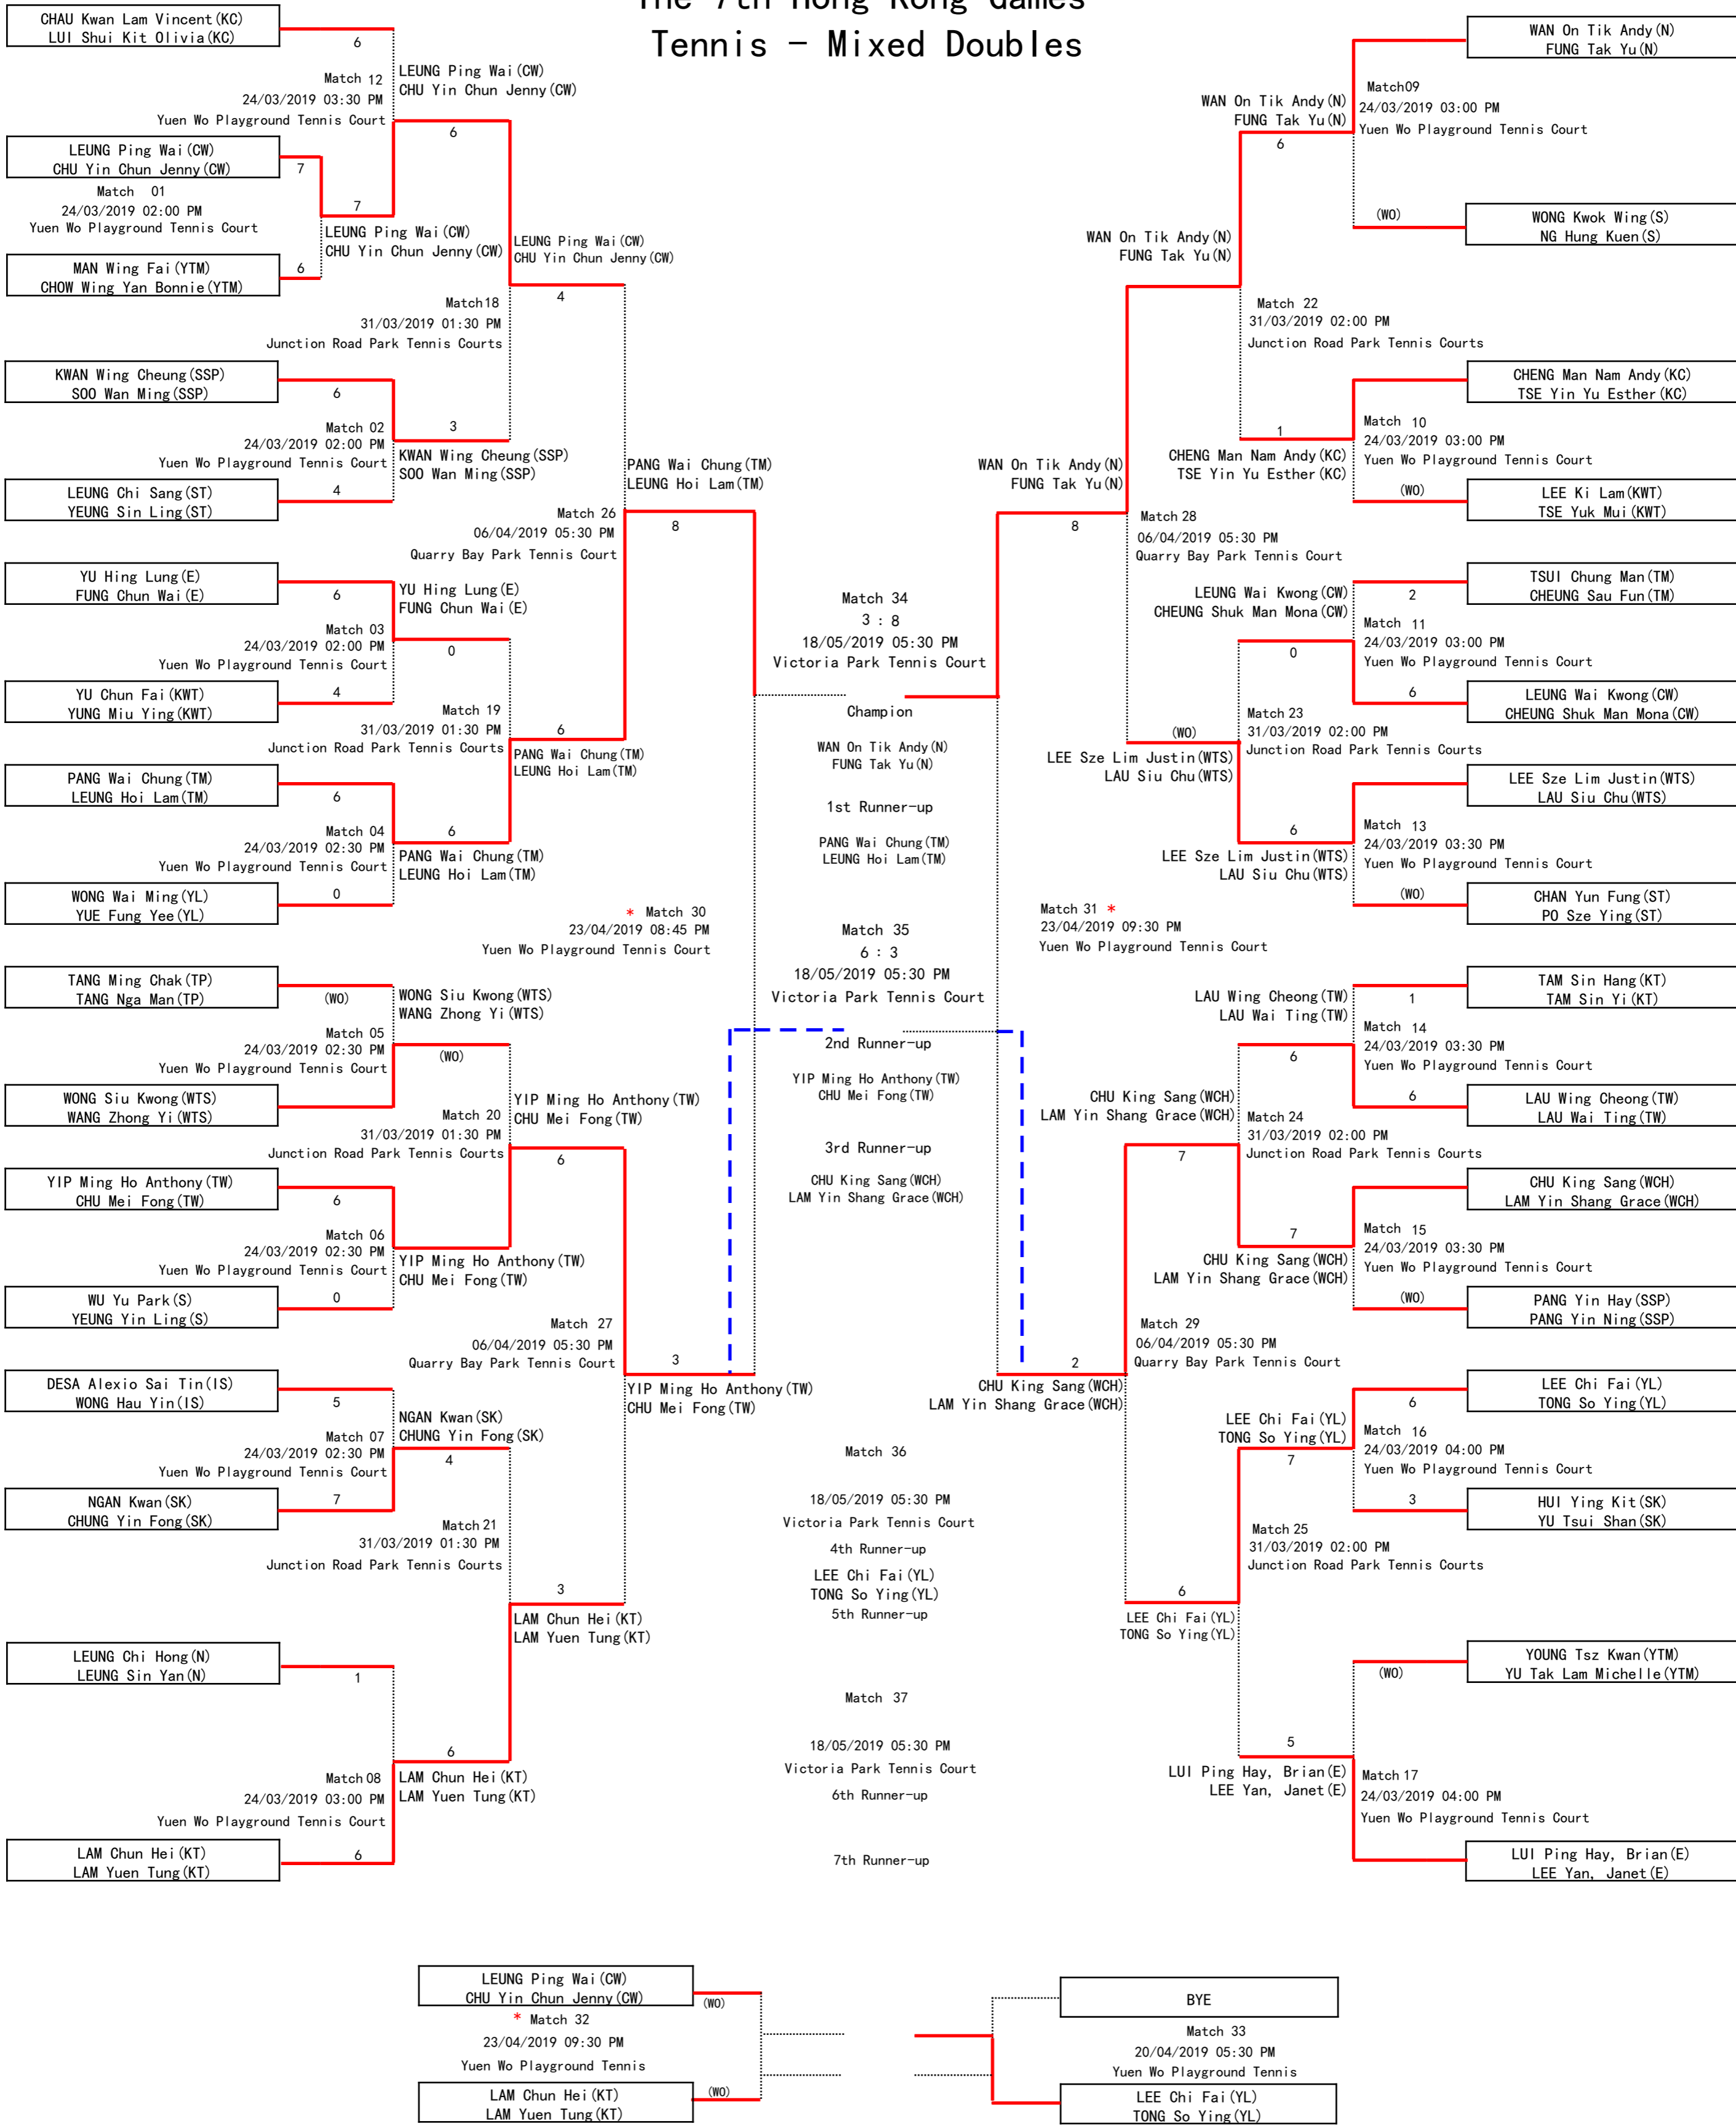 The 7th Hong Kong Games
Tennis - Mixed Doubles
CHAU Kwan Lam Vincent(KC)
LUI Shui Kit Olivia(KC)
6
Match 12
24/03/2019 03:30 PM
Yuen Wo Playground Tennis Court
LEUNG Ping Wai(CW)
CHU Yin Chun Jenny(CW)
6
LEUNG Ping Wai(CW)
CHU Yin Chun Jenny(CW)
7
Match 01
24/03/2019 02:00 PM
Yuen Wo Playground Tennis Court
7
LEUNG Ping Wai(CW)
CHU Yin Chun Jenny(CW)
MAN Wing Fai(YTM)
CHOW Wing Yan Bonnie(YTM)
6
LEUNG Ping Wai(CW)
CHU Yin Chun Jenny(CW)
4
Match18
31/03/2019 01:30 PM
Junction Road Park Tennis Courts
KWAN Wing Cheung(SSP)
SOO Wan Ming(SSP)
6
Match 02
24/03/2019 02:00 PM
Yuen Wo Playground Tennis Court
3
KWAN Wing Cheung(SSP)
SOO Wan Ming(SSP)
LEUNG Chi Sang(ST)
YEUNG Sin Ling(ST)
4
PANG Wai Chung(TM)
LEUNG Hoi Lam(TM)
8
Match 26
06/04/2019 05:30 PM
Quarry Bay Park Tennis Court
YU Hing Lung(E)
FUNG Chun Wai(E)
6
YU Hing Lung(E)
FUNG Chun Wai(E)
0
Match 03
24/03/2019 02:00 PM
Yuen Wo Playground Tennis Court
YU Chun Fai(KWT)
YUNG Miu Ying(KWT)
4
Match 19
31/03/2019 01:30 PM
Junction Road Park Tennis Courts
6
PANG Wai Chung(TM)
LEUNG Hoi Lam(TM)
PANG Wai Chung(TM)
LEUNG Hoi Lam(TM)
6
Match 04
24/03/2019 02:30 PM
Yuen Wo Playground Tennis Court
6
PANG Wai Chung(TM)
LEUNG Hoi Lam(TM)
WONG Wai Ming(YL)
YUE Fung Yee(YL)
0
* Match 30
23/04/2019 08:45 PM
Yuen Wo Playground Tennis Court
TANG Ming Chak(TP)
TANG Nga Man(TP)
(WO)
WONG Siu Kwong(WTS)
WANG Zhong Yi(WTS)
(WO)
Match 05
24/03/2019 02:30 PM
Yuen Wo Playground Tennis Court
WONG Siu Kwong(WTS)
WANG Zhong Yi(WTS)
Match 20
31/03/2019 01:30 PM
Junction Road Park Tennis Courts
YIP Ming Ho Anthony(TW)
CHU Mei Fong(TW)
6
YIP Ming Ho Anthony(TW)
CHU Mei Fong(TW)
6
Match 06
24/03/2019 02:30 PM
Yuen Wo Playground Tennis Court
YIP Ming Ho Anthony(TW)
CHU Mei Fong(TW)
WU Yu Park(S)
YEUNG Yin Ling(S)
0
Match 27
06/04/2019 05:30 PM
Quarry Bay Park Tennis Court
3
YIP Ming Ho Anthony(TW)
CHU Mei Fong(TW)
DESA Alexio Sai Tin(IS)
WONG Hau Yin(IS)
5
NGAN Kwan(SK)
CHUNG Yin Fong(SK)
4
Match 07
24/03/2019 02:30 PM
Yuen Wo Playground Tennis Court
NGAN Kwan(SK)
CHUNG Yin Fong(SK)
7
Match 21
31/03/2019 01:30 PM
Junction Road Park Tennis Courts
3
LAM Chun Hei(KT)
LAM Yuen Tung(KT)
LEUNG Chi Hong(N)
LEUNG Sin Yan(N)
1
6
Match 08
24/03/2019 03:00 PM
Yuen Wo Playground Tennis Court
LAM Chun Hei(KT)
LAM Yuen Tung(KT)
LAM Chun Hei(KT)
LAM Yuen Tung(KT)
6
Match 34
3 : 8
18/05/2019 05:30 PM
Victoria Park Tennis Court
Champion
WAN On Tik Andy(N)
FUNG Tak Yu(N)
1st Runner-up
PANG Wai Chung(TM)
LEUNG Hoi Lam(TM)
Match 35
6 : 3
18/05/2019 05:30 PM
Victoria Park Tennis Court
2nd Runner-up
YIP Ming Ho Anthony(TW)
CHU Mei Fong(TW)
3rd Runner-up
CHU King Sang(WCH)
LAM Yin Shang Grace(WCH)
Match 36
18/05/2019 05:30 PM
Victoria Park Tennis Court
4th Runner-up
LEE Chi Fai(YL)
TONG So Ying(YL)
5th Runner-up
Match 37
18/05/2019 05:30 PM
Victoria Park Tennis Court
6th Runner-up
7th Runner-up
WAN On Tik Andy(N)
FUNG Tak Yu(N)
WAN On Tik Andy(N)
FUNG Tak Yu(N)
6
Match09
24/03/2019 03:00 PM
Yuen Wo Playground Tennis Court
(WO)
WONG Kwok Wing(S)
NG Hung Kuen(S)
WAN On Tik Andy(N)
FUNG Tak Yu(N)
Match 22
31/03/2019 02:00 PM
Junction Road Park Tennis Courts
CHENG Man Nam Andy(KC)
TSE Yin Yu Esther(KC)
1
CHENG Man Nam Andy(KC)
TSE Yin Yu Esther(KC)
Match 10
24/03/2019 03:00 PM
Yuen Wo Playground Tennis Court
(WO)
LEE Ki Lam(KWT)
TSE Yuk Mui(KWT)
WAN On Tik Andy(N)
FUNG Tak Yu(N)
8
Match 28
06/04/2019 05:30 PM
Quarry Bay Park Tennis Court
TSUI Chung Man(TM)
CHEUNG Sau Fun(TM)
2
LEUNG Wai Kwong(CW)
CHEUNG Shuk Man Mona(CW)
0
Match 11
24/03/2019 03:00 PM
Yuen Wo Playground Tennis Court
6
LEUNG Wai Kwong(CW)
CHEUNG Shuk Man Mona(CW)
Match 23
31/03/2019 02:00 PM
Junction Road Park Tennis Courts
(WO)
LEE Sze Lim Justin(WTS)
LAU Siu Chu(WTS)
LEE Sze Lim Justin(WTS)
LAU Siu Chu(WTS)
6
LEE Sze Lim Justin(WTS)
LAU Siu Chu(WTS)
Match 13
24/03/2019 03:30 PM
Yuen Wo Playground Tennis Court
(WO)
CHAN Yun Fung(ST)
PO Sze Ying(ST)
Match 31 *
23/04/2019 09:30 PM
Yuen Wo Playground Tennis Court
TAM Sin Hang(KT)
TAM Sin Yi(KT)
1
LAU Wing Cheong(TW)
LAU Wai Ting(TW)
6
Match 14
24/03/2019 03:30 PM
Yuen Wo Playground Tennis Court
6
LAU Wing Cheong(TW)
LAU Wai Ting(TW)
CHU King Sang(WCH)
LAM Yin Shang Grace(WCH)
7
Match 24
31/03/2019 02:00 PM
Junction Road Park Tennis Courts
CHU King Sang(WCH)
LAM Yin Shang Grace(WCH)
7
CHU King Sang(WCH)
LAM Yin Shang Grace(WCH)
Match 15
24/03/2019 03:30 PM
Yuen Wo Playground Tennis Court
(WO)
PANG Yin Hay(SSP)
PANG Yin Ning(SSP)
Match 29
06/04/2019 05:30 PM
Quarry Bay Park Tennis Court
2
CHU King Sang(WCH)
LAM Yin Shang Grace(WCH)
LEE Chi Fai(YL)
TONG So Ying(YL)
6
LEE Chi Fai(YL)
TONG So Ying(YL)
7
Match 16
24/03/2019 04:00 PM
Yuen Wo Playground Tennis Court
3
HUI Ying Kit(SK)
YU Tsui Shan(SK)
Match 25
31/03/2019 02:00 PM
Junction Road Park Tennis Courts
6
LEE Chi Fai(YL)
TONG So Ying(YL)
YOUNG Tsz Kwan(YTM)
YU Tak Lam Michelle(YTM)
(WO)
5
LUI Ping Hay, Brian(E)
LEE Yan, Janet(E)
Match 17
24/03/2019 04:00 PM
Yuen Wo Playground Tennis Court
LUI Ping Hay, Brian(E)
LEE Yan, Janet(E)
LEUNG Ping Wai(CW)
CHU Yin Chun Jenny(CW)
(WO)
* Match 32
23/04/2019 09:30 PM
Yuen Wo Playground Tennis
LAM Chun Hei(KT)
LAM Yuen Tung(KT)
(WO)
BYE
Match 33
20/04/2019 05:30 PM
Yuen Wo Playground Tennis
LEE Chi Fai(YL)
TONG So Ying(YL)